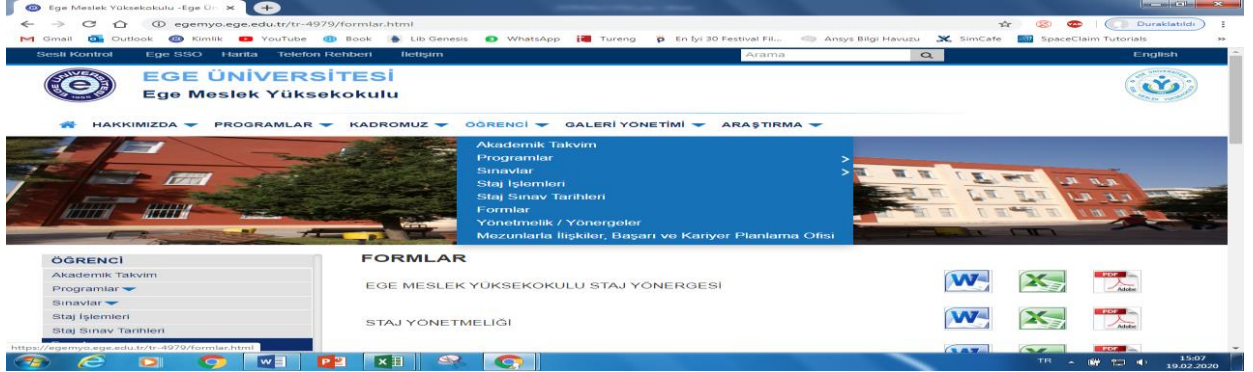 Ege Meslek Yüksekokulu -Ege Ün
egemyo.ege.edu.tr/tr-4979/formlar.html
Duraklatıldı
Gmail Outlook Kimlik YouTube Book Lib Genesis WhatsApp Tureng En İyi 30 Festival Fil... Ansys Bilgi Havuzu SimCafe SpaceClaim Tutorials
Sesli Kontrol Ege SSO Harita Telefon Rehberi İletişim Arama English
EGE ÜNİVERSİTESİ
Ege Meslek Yüksekokulu
HAKKIMIZDA PROGRAMLAR KADROMUZ ÖĞRENCİ GALERİ YÖNETİMİ ARAŞTIRMA
Akademik Takvim
Programlar
Sınavlar
Staj İşlemleri
Staj Sınav Tarihleri
Formlar
Yönetmelik / Yönergeler
Mezunlarla İlişkiler, Başarı ve Kariyer Planlama Ofisi
ÖĞRENCİ
Akademik Takvim
Programlar
Sınavlar
Staj İşlemleri
Staj Sınav Tarihleri
FORMLAR
EGE MESLEK YÜKSEKOKULU STAJ YÖNERGESİ
STAJ YÖNETMELİĞİ
https://egemyo.ege.edu.tr/tr-4979/formlar.html
TR 15:07
19.02.2020